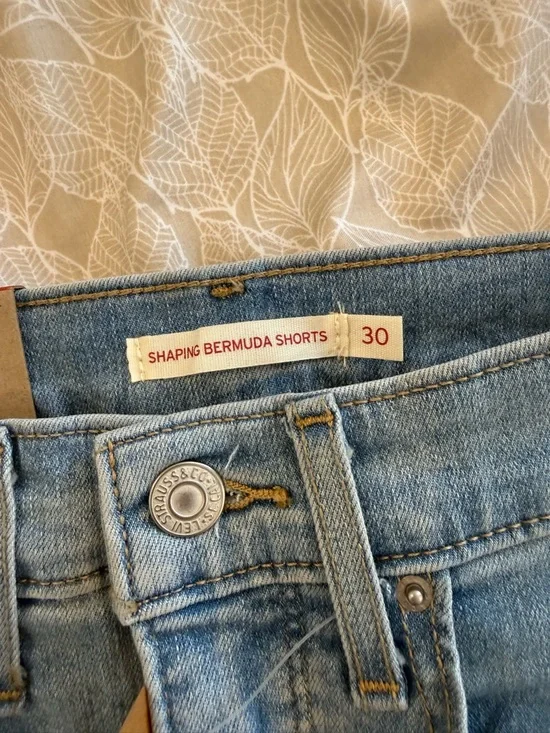 SHAPING BERMUDA SHORTS 30
LEVI STRAUSS & CO